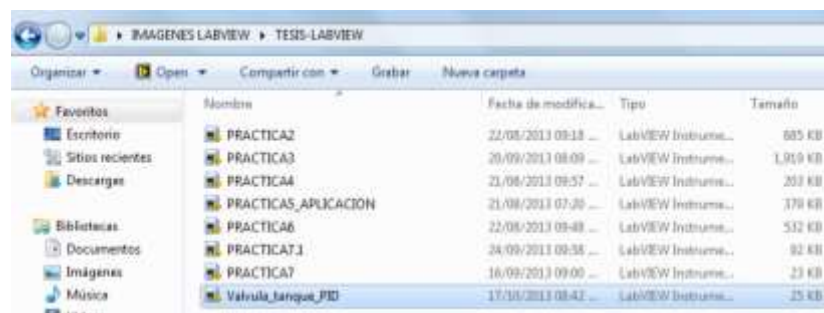 IMAGENES LABVIEW ▸ TESIS-LABVIEW
Organizar Open Compartir con Grabar Nueva carpeta
Favoritos
Escritorio
Sitios recientes
Descargas
Bibliotecas
Documentos
Imágenes
Música
Nombre Fecha de modifica... Tipo Tamaño
PRACTICA2 22/08/2013 09:18 ... LabVIEW Instrume... 685 KB
PRACTICA3 20/09/2013 08:09 ... LabVIEW Instrume... 1,919 KB
PRACTICA4 21/08/2013 09:57 ... LabVIEW Instrume... 203 KB
PRACTICA5_APLICACION 21/08/2013 07:20 ... LabVIEW Instrume... 379 KB
PRACTICA6 22/08/2013 09:48 ... LabVIEW Instrume... 532 KB
PRACTICA7.1 24/09/2013 09:58 ... LabVIEW Instrume... 92 KB
PRACTICA7 16/09/2013 09:00 ... LabVIEW Instrume... 23 KB
Valvula_tanque_PID 17/10/2013 08:42 ... LabVIEW Instrume... 25 KB